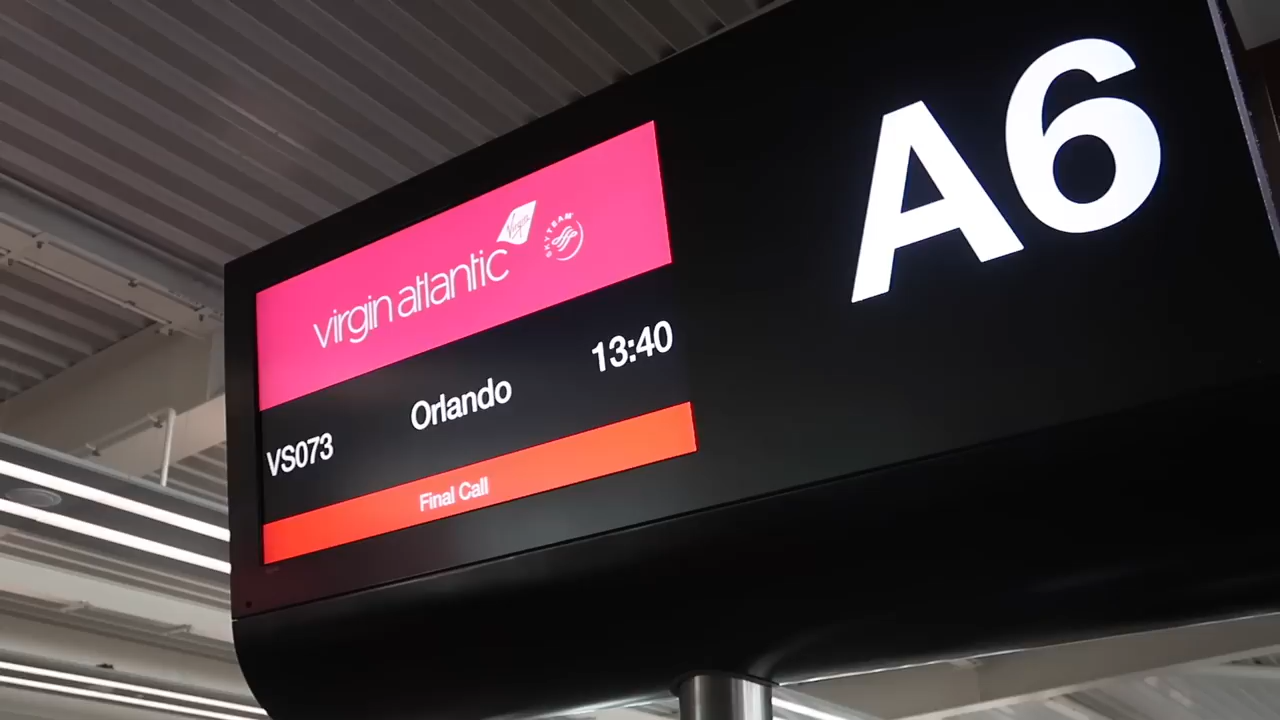 A6
virgin atlantic
Virgin
SKYTEAM
13:40
Orlando
VS073
Final Call